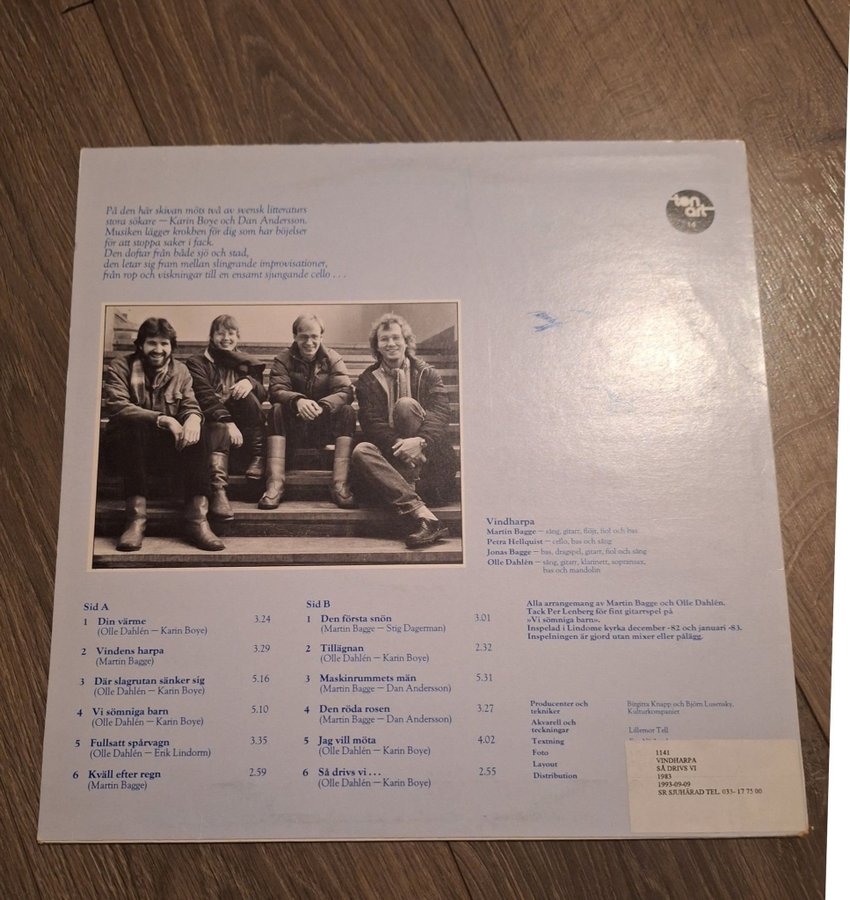 På den här skivan möts två av svensk litteraturs
stora sökare — Karin Boye och Dan Andersson.
Musiken lägger krokben för dig som har böjelser
för att stoppa saker i fack.
Den doftar från både sjö och stad,
den letar sig fram mellan slingrande improvisationer,
från rop och viskningar till en ensamt sjungande cello . . .
ton
art
14
Vindharpa
Martin Bagge — sång, gitarr, flöjt, fiol och bas
Petra Hellquist — cello, bas och sång
Jonas Bagge — bas, dragspel, gitarr, fiol och sång
Olle Dahlén — sång, gitarr, klarinett, sopransax,
bas och mandolin
Sid A
1 Din värme 3.24
(Olle Dahlén — Karin Boye)
2 Vindens harpa 3.29
(Martin Bagge)
3 Där slagrutan sänker sig 5.16
(Olle Dahlén — Karin Boye)
4 Vi sömniga barn 5.10
(Olle Dahlén — Karin Boye)
5 Fullsatt spårvagn 3.35
(Olle Dahlén — Erik Lindorm)
6 Kväll efter regn 2.59
(Martin Bagge)
Sid B
1 Den första snön 3.01
(Martin Bagge — Stig Dagerman)
2 Tillägnan 2.32
(Olle Dahlén — Karin Boye)
3 Maskinrummets män 5.31
(Martin Bagge — Dan Andersson)
4 Den röda rosen 3.27
(Martin Bagge — Dan Andersson)
5 Jag vill möta 4.02
(Olle Dahlén — Karin Boye)
6 Så drivs vi . . . 2.55
(Olle Dahlén — Karin Boye)
Alla arrangemang av Martin Bagge och Olle Dahlén.
Tack Per Lenberg för fint gitarrspel på
»Vi sömniga barn».
Inspelad i Lindome kyrka december -82 och januari -83.
Inspelningen är gjord utan mixer eller pålägg.
Producenter och Birgitta Knapp och Björn Lusensky,
tekniker Kulturkompaniet
Akvarell och
teckningar Lillemor Tell
Textning
Foto
Layout
Distribution
1141
VINDHARPA
SÅ DRIVS VI
1983
1993-09-09
SR SJUHÄRAD TEL. 033- 17 75 00